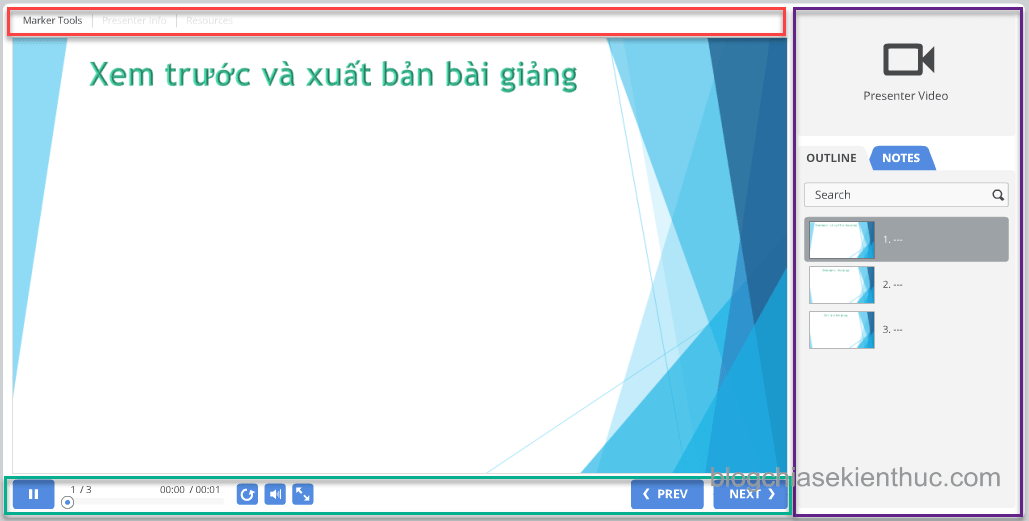 Marker Tools
Presenter Info
Resources
Xem trước và xuất bản bài giảng
Presenter Video
OUTLINE
NOTES
Search
1. ---
2. ---
3. ---
1 / 3
00:00 / 00:01
PREV
NEXT
blogchiasekienthuc.com